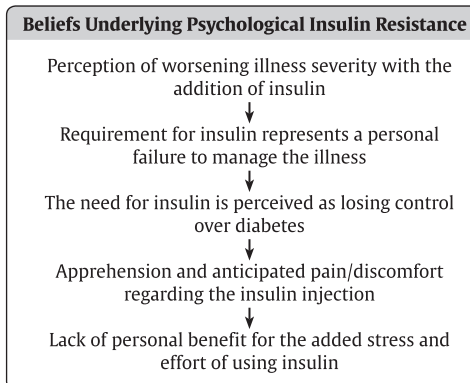 Beliefs Underlying Psychological Insulin Resistance
Perception of worsening illness severity with the
addition of insulin
Requirement for insulin represents a personal
failure to manage the illness
The need for insulin is perceived as losing control
over diabetes
Apprehension and anticipated pain/discomfort
regarding the insulin injection
Lack of personal benefit for the added stress and
effort of using insulin